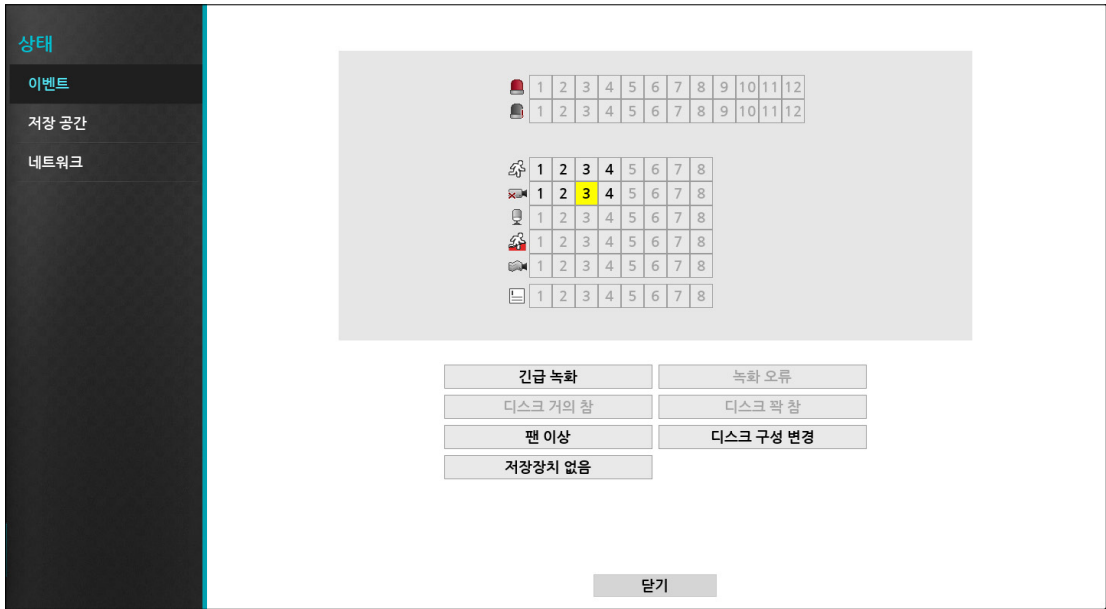 상태
이벤트
저장 공간
네트워크
1 2 3 4 5 6 7 8 9 10 11 12
1 2 3 4 5 6 7 8 9 10 11 12
1 2 3 4 5 6 7 8
1 2 3 4 5 6 7 8
1 2 3 4 5 6 7 8
1 2 3 4 5 6 7 8
1 2 3 4 5 6 7 8
1 2 3 4 5 6 7 8
긴급 녹화 녹화 오류
디스크 거의 참 디스크 꽉 참
팬 이상 디스크 구성 변경
저장장치 없음
닫기